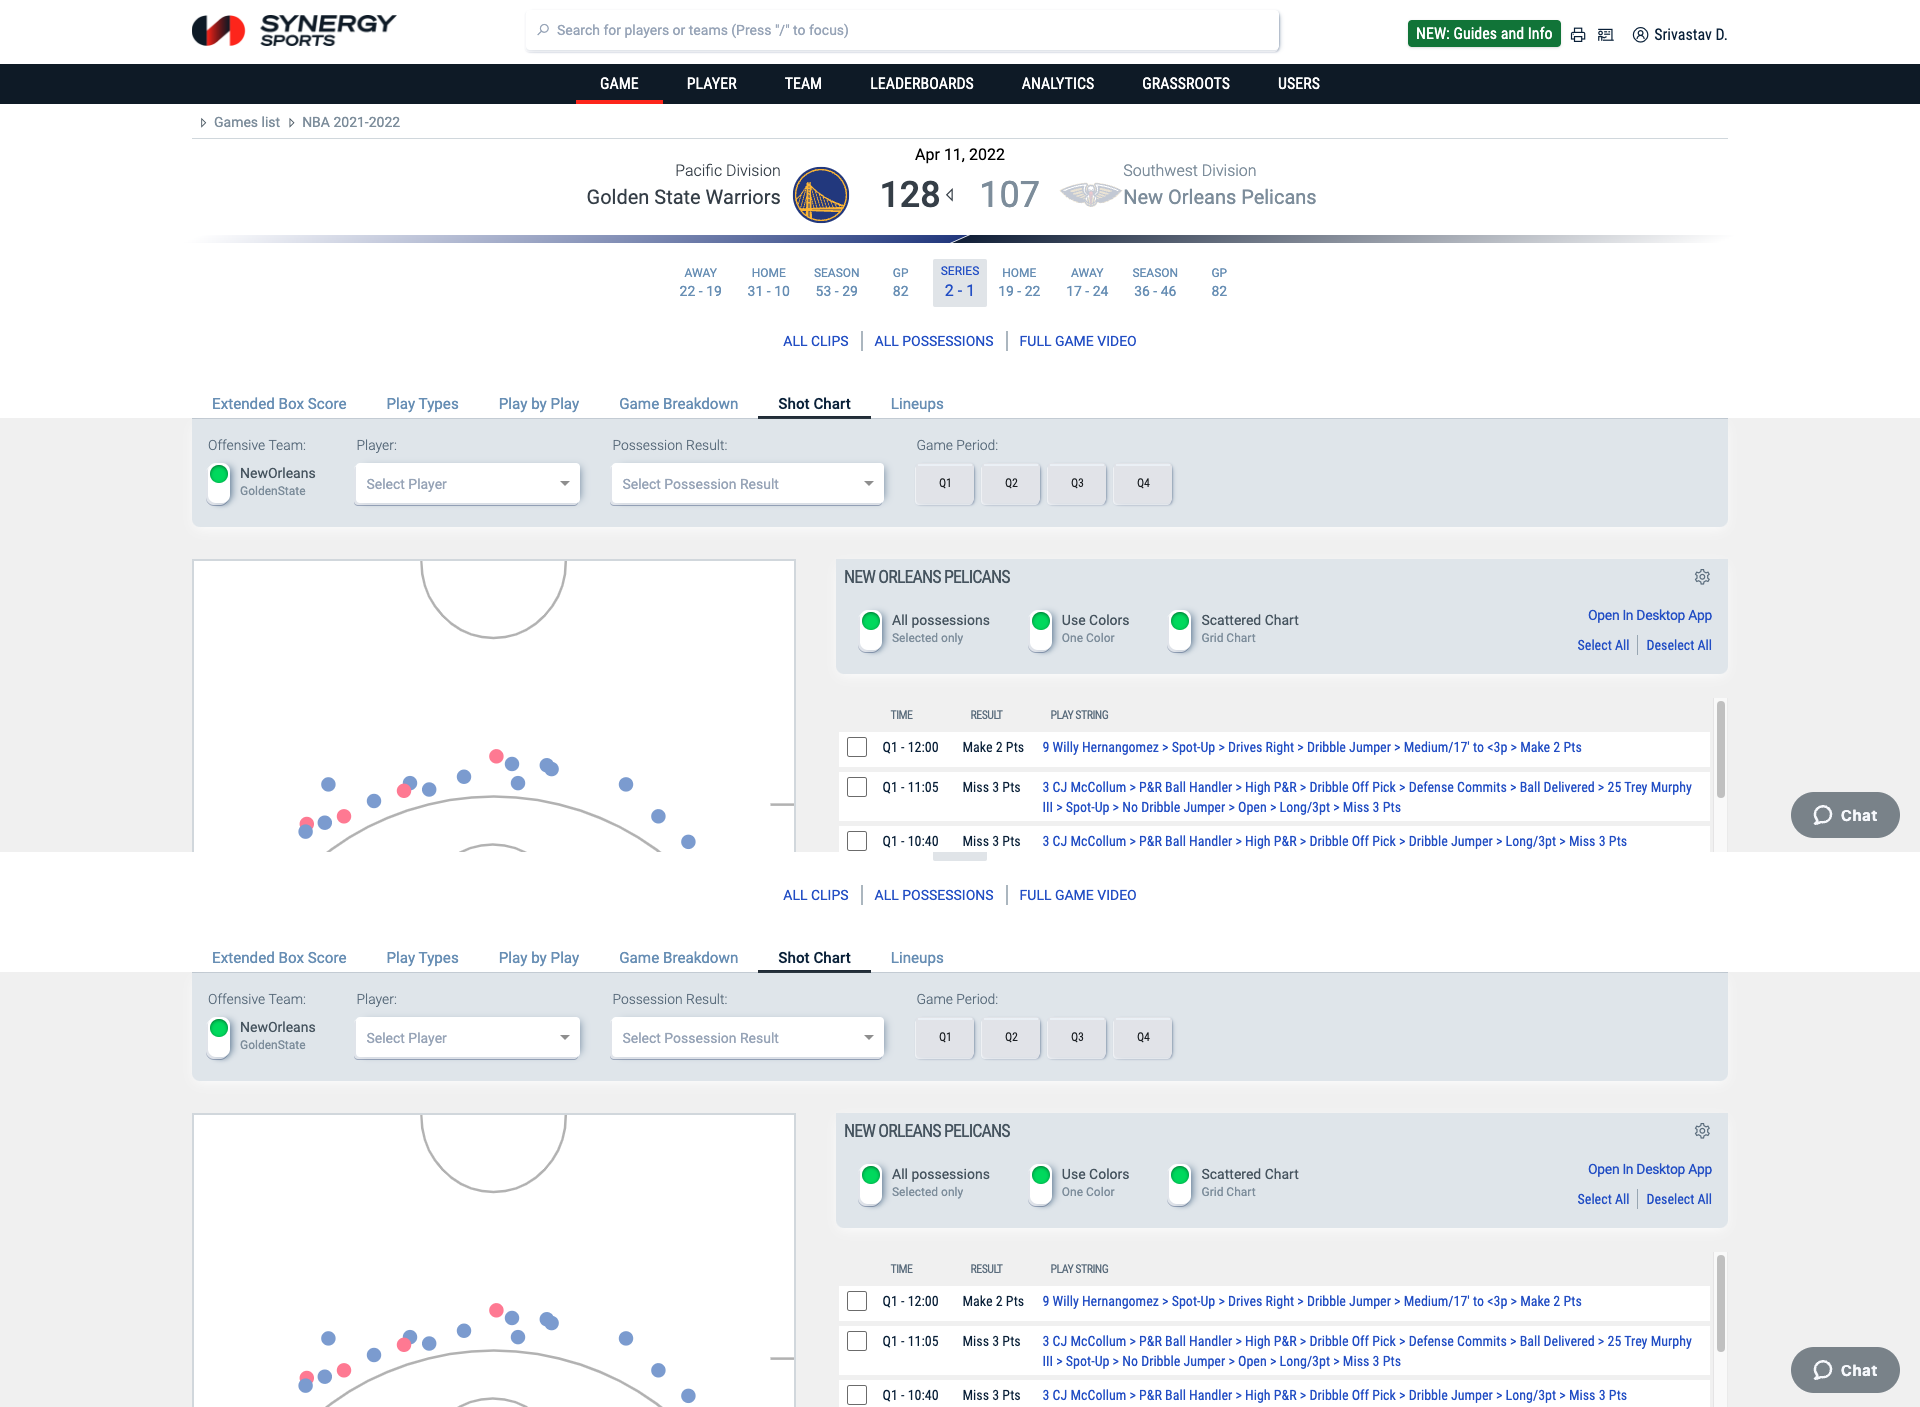 SYNERGY SPORTS
Search for players or teams (Press "/" to focus)
NEW: Guides and Info
Srivastav D.
GAME PLAYER TEAM LEADERBOARDS ANALYTICS GRASSROOTS USERS
Games list NBA 2021-2022
Apr 11, 2022
Pacific Division
Golden State Warriors
128 107
Southwest Division
New Orleans Pelicans
AWAY HOME SEASON GP SERIES HOME AWAY SEASON GP
22 - 19 31 - 10 53 - 29 82 2 - 1 19 - 22 17 - 24 36 - 46 82
ALL CLIPS ALL POSSESSIONS FULL GAME VIDEO
Extended Box Score Play Types Play by Play Game Breakdown Shot Chart Lineups
Offensive Team: Player: Possession Result: Game Period:
NewOrleans
GoldenState
Select Player Select Possession Result Q1 Q2 Q3 Q4
NEW ORLEANS PELICANS
All possessions Use Colors Scattered Chart Open In Desktop App
Selected only One Color Grid Chart Select All Deselect All
TIME RESULT PLAY STRING
Q1 - 12:00 Make 2 Pts 9 Willy Hernangomez > Spot-Up > Drives Right > Dribble Jumper > Medium/17' to <3p > Make 2 Pts
Q1 - 11:05 Miss 3 Pts 3 CJ McCollum > P&R Ball Handler > High P&R > Dribble Off Pick > Defense Commits > Ball Delivered > 25 Trey Murphy
III > Spot-Up > No Dribble Jumper > Open > Long/3pt > Miss 3 Pts
Q1 - 10:40 Miss 3 Pts 3 CJ McCollum > P&R Ball Handler > High P&R > Dribble Off Pick > Dribble Jumper > Long/3pt > Miss 3 Pts
Chat
ALL CLIPS ALL POSSESSIONS FULL GAME VIDEO
Extended Box Score Play Types Play by Play Game Breakdown Shot Chart Lineups
Offensive Team: Player: Possession Result: Game Period:
NewOrleans
GoldenState
Select Player Select Possession Result Q1 Q2 Q3 Q4
NEW ORLEANS PELICANS
All possessions Use Colors Scattered Chart Open In Desktop App
Selected only One Color Grid Chart Select All Deselect All
TIME RESULT PLAY STRING
Q1 - 12:00 Make 2 Pts 9 Willy Hernangomez > Spot-Up > Drives Right > Dribble Jumper > Medium/17' to <3p > Make 2 Pts
Q1 - 11:05 Miss 3 Pts 3 CJ McCollum > P&R Ball Handler > High P&R > Dribble Off Pick > Defense Commits > Ball Delivered > 25 Trey Murphy
III > Spot-Up > No Dribble Jumper > Open > Long/3pt > Miss 3 Pts
Q1 - 10:40 Miss 3 Pts 3 CJ McCollum > P&R Ball Handler > High P&R > Dribble Off Pick > Dribble Jumper > Long/3pt > Miss 3 Pts
Chat